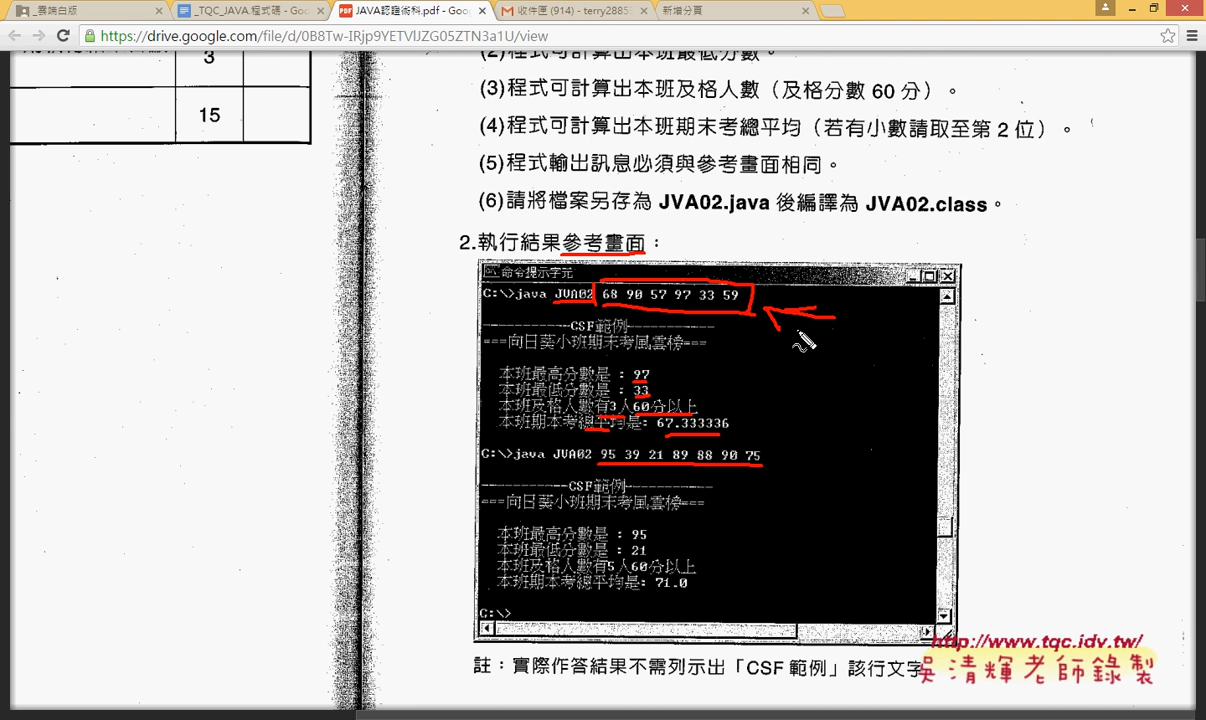 _雲端白版
_TQC_JAVA.程式碼 - Goo
JAVA認證術科.pdf - Goo
收件匣 (914) - terry2885
新增分頁
https://drive.google.com/file/d/0B8Tw-IRjp9YETVlJZG05ZTN3a1U/view
3
15
(2)程式可計算出本班最低分數。
(3)程式可計算出本班及格人數（及格分數 60 分）。
(4)程式可計算出本班期末考總平均（若有小數請取至第 2 位）。
(5)程式輸出訊息必須與參考畫面相同。
(6)請將檔案另存為 JVA02.java 後編譯為 JVA02.class。
2.執行結果參考畫面：
命令提示字元
C:\>java JVA02 68 90 57 97 33 59
-----------CSF範例-----------
===向日葵小班期末考風雲榜===
本班最高分數是 : 97
本班最低分數是 : 33
本班及格人數有3人60分以上
本班期末考總平均是: 67.333336
C:\>java JVA02 95 39 21 89 88 90 75
-----------CSF範例-----------
===向日葵小班期末考風雲榜===
本班最高分數是 : 95
本班最低分數是 : 21
本班及格人數有5人60分以上
本班期末考總平均是: 71.0
C:\>
http://www.tqc.idv.tw/
註：實際作答結果不需列示出「CSF 範例」該行文字
吳清輝老師錄製